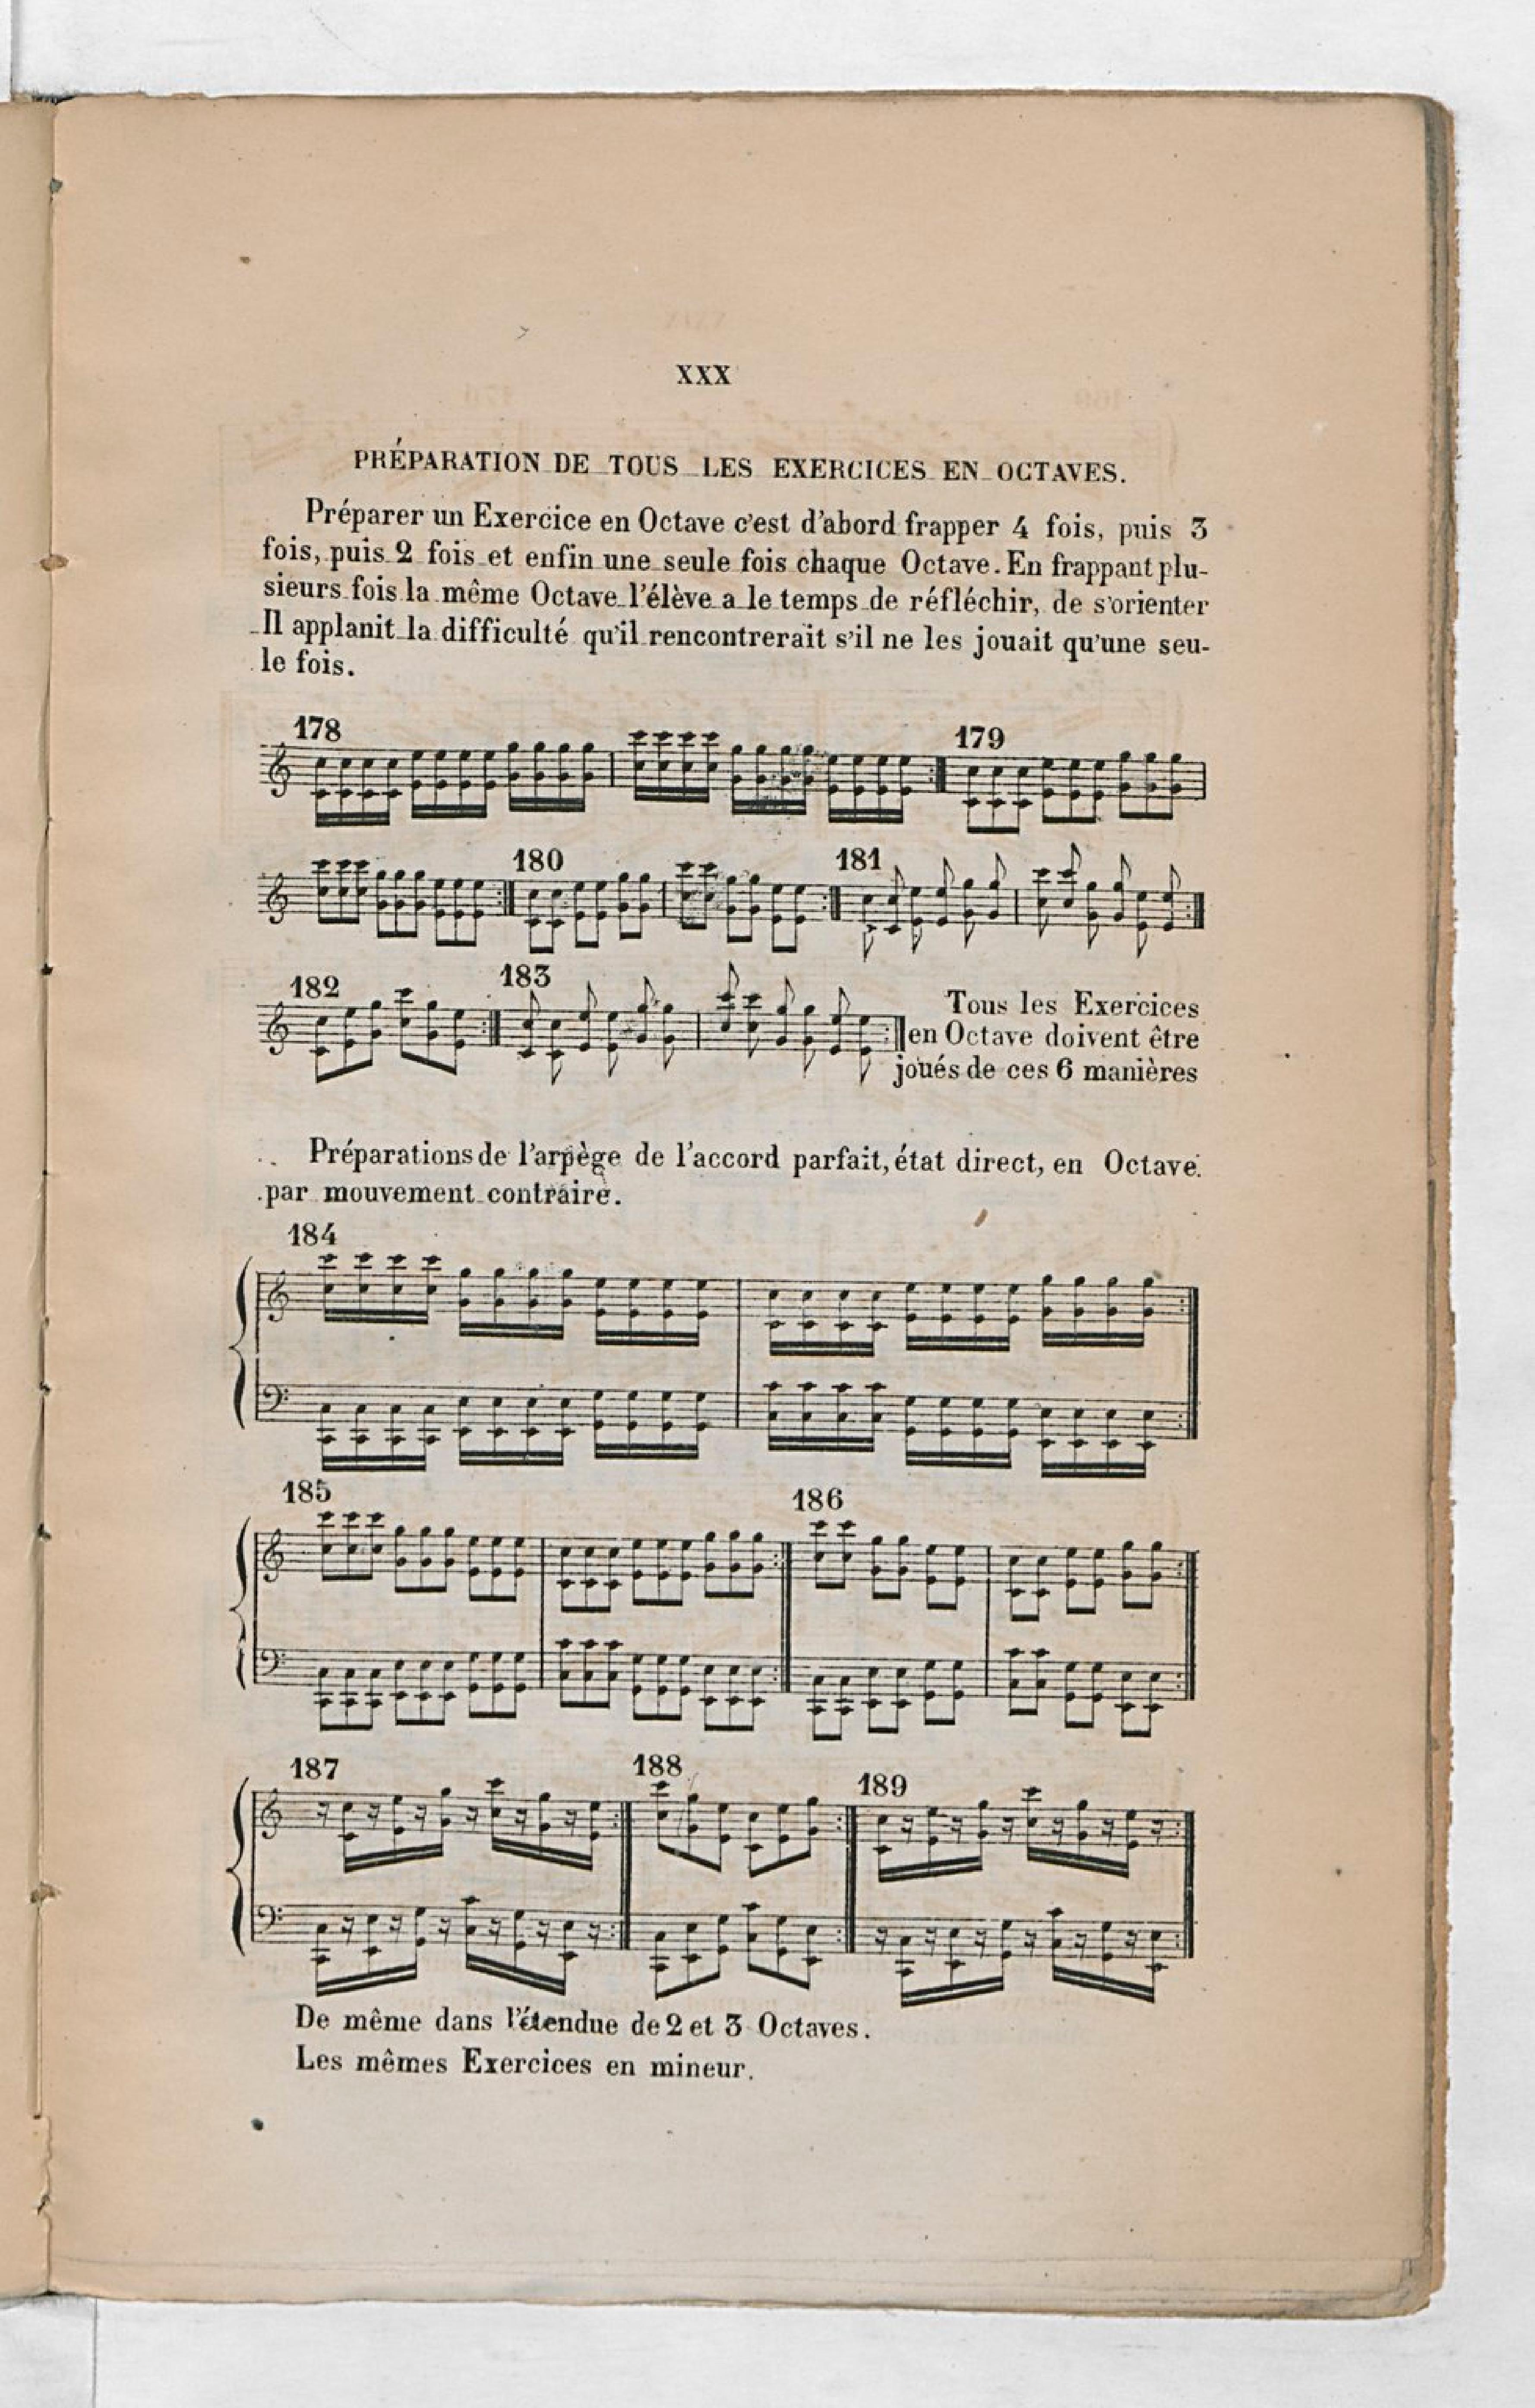 XXX
PRÉPARATION DE TOUS LES EXERCICES EN OCTAVES.
Préparer un Exercice en Octave c'est d'abord frapper 4 fois, puis 3
fois, puis 2 fois et enfin une seule fois chaque Octave. En frappant plu-
sieurs fois la même Octave l'élève a le temps de réfléchir, de s'orienter
Il applanit la difficulté qu'il rencontrerait s'il ne les jouait qu'une seu-
le fois.
178 179
180 181
182 183
Tous les Exercices
en Octave doivent être
joués de ces 6 manières
Préparations de l'arpège de l'accord parfait, état direct, en Octave.
par mouvement contraire.
184
185 186
187 188 189
De même dans l'étendue de 2 et 3 Octaves.
Les mêmes Exercices en mineur.